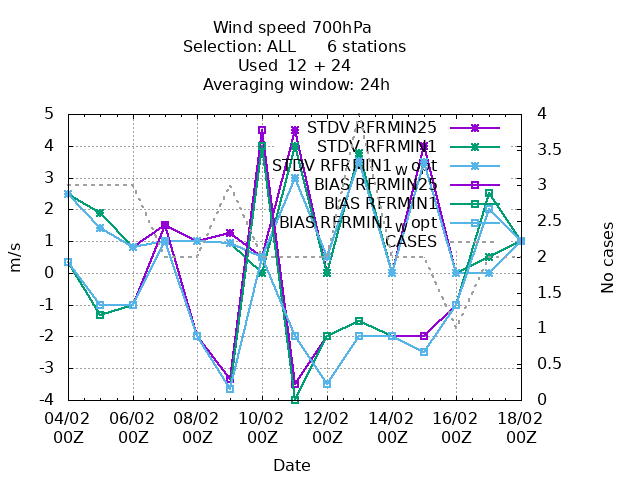 Wind speed 700hPa
Selection: ALL 6 stations
Used 12 + 24
Averaging window: 24h
STDV RFRMIN25
STDV RFRMIN1
STDV RFRMIN1 w opt
BIAS RFRMIN25
BIAS RFRMIN1
BIAS RFRMIN1 w opt
CASES
5
4
3
2
1
0
-1
-2
-3
-4
m/s
4
3.5
3
2.5
2
1.5
1
0.5
0
No cases
04/02 06/02 08/02 10/02 12/02 14/02 16/02 18/02
00Z 00Z 00Z 00Z 00Z 00Z 00Z 00Z
Date